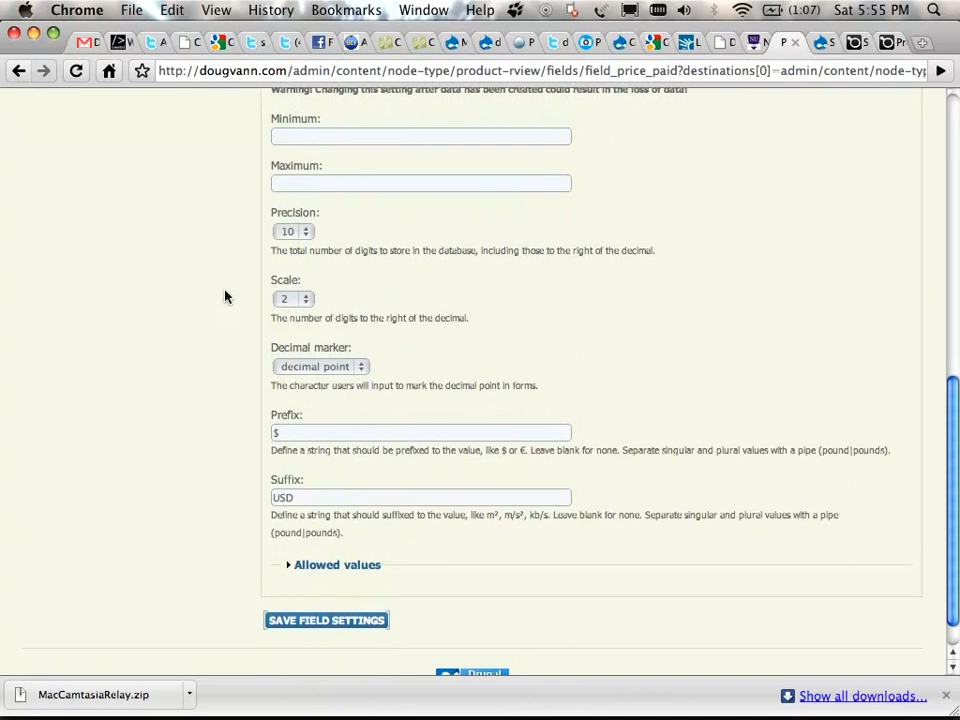 Chrome File Edit View History Bookmarks Window Help (1:07) Sat 5:55 PM
http://dougvann.com/admin/content/node-type/product-rview/fields/field_price_paid?destinations[0]=admin/content/node-typ
Warning! Changing this setting after data has been created could result in the loss of data!
Minimum:
Maximum:
Precision:
10
The total number of digits to store in the database, including those to the right of the decimal.
Scale:
2
The number of digits to the right of the decimal.
Decimal marker:
decimal point
The character users will input to mark the decimal point in forms.
Prefix:
$
Define a string that should be prefixed to the value, like $ or €. Leave blank for none. Separate singular and plural values with a pipe (pound|pounds).
Suffix:
USD
Define a string that should suffixed to the value, like m², m/s², kb/s. Leave blank for none. Separate singular and plural values with a pipe
(pound|pounds).
Allowed values
SAVE FIELD SETTINGS
Drupal
MacCamtasiaRelay.zip
Show all downloads...